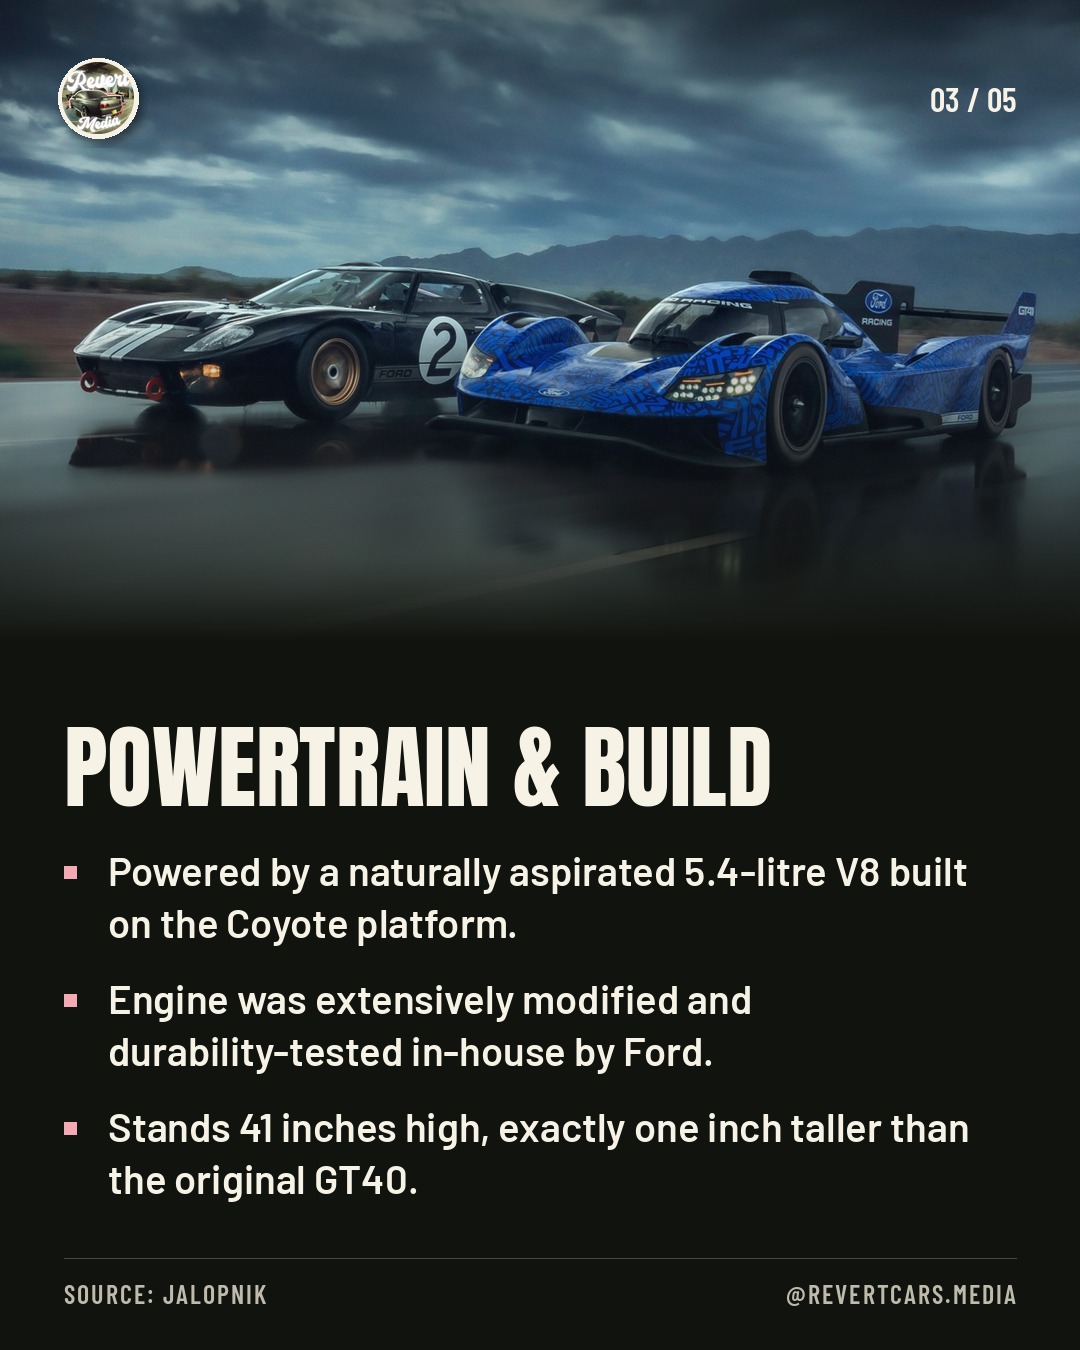 Revert
Media
03 / 05
2
FORD
RACING
Ford
RACING
Ford
FORD
POWERTRAIN & BUILD
Powered by a naturally aspirated 5.4-litre V8 built
on the Coyote platform.
Engine was extensively modified and
durability-tested in-house by Ford.
Stands 41 inches high, exactly one inch taller than
the original GT40.
SOURCE: JALOPNIK
@REVERTCARS.MEDIA